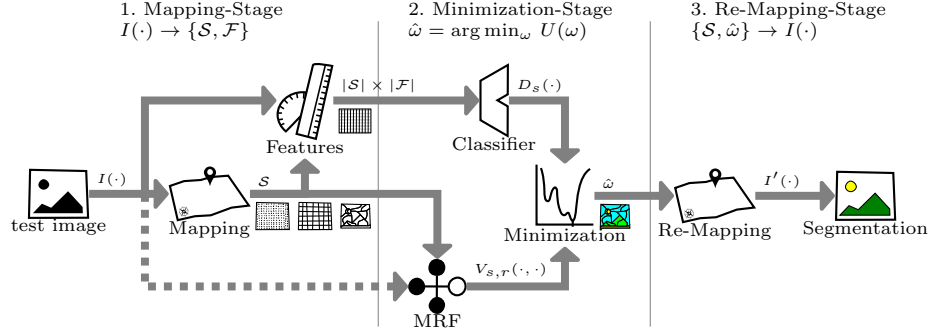 1. Mapping-Stage
I(·) → {𝒮, ℱ}
2. Minimization-Stage
ω̂ = arg min_ω U(ω)
3. Re-Mapping-Stage
{𝒮, ω̂} → I(·)
|𝒮| × |ℱ|
D_s(·)
Features
Classifier
I(·)
𝒮
ω̂
I′(·)
test image
Mapping
Minimization
Re-Mapping
Segmentation
V_{s,r}(·, ·)
MRF